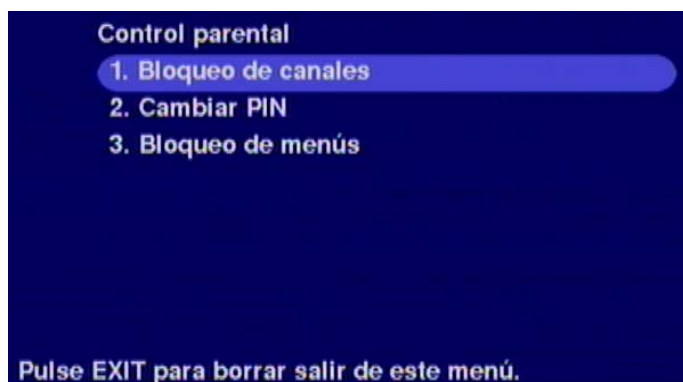 Control parental
1. Bloqueo de canales
2. Cambiar PIN
3. Bloqueo de menús
Pulse EXIT para borrar salir de este menú.